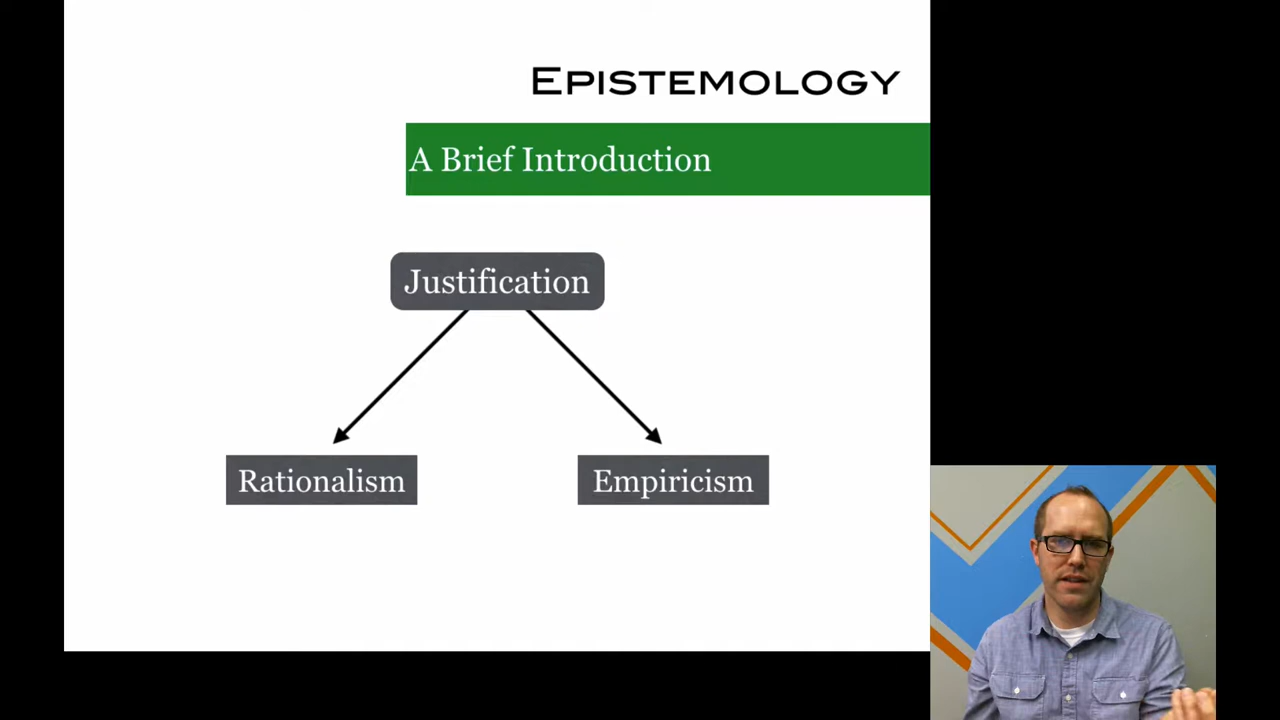 EPISTEMOLOGY
A Brief Introduction
Justification
Rationalism
Empiricism